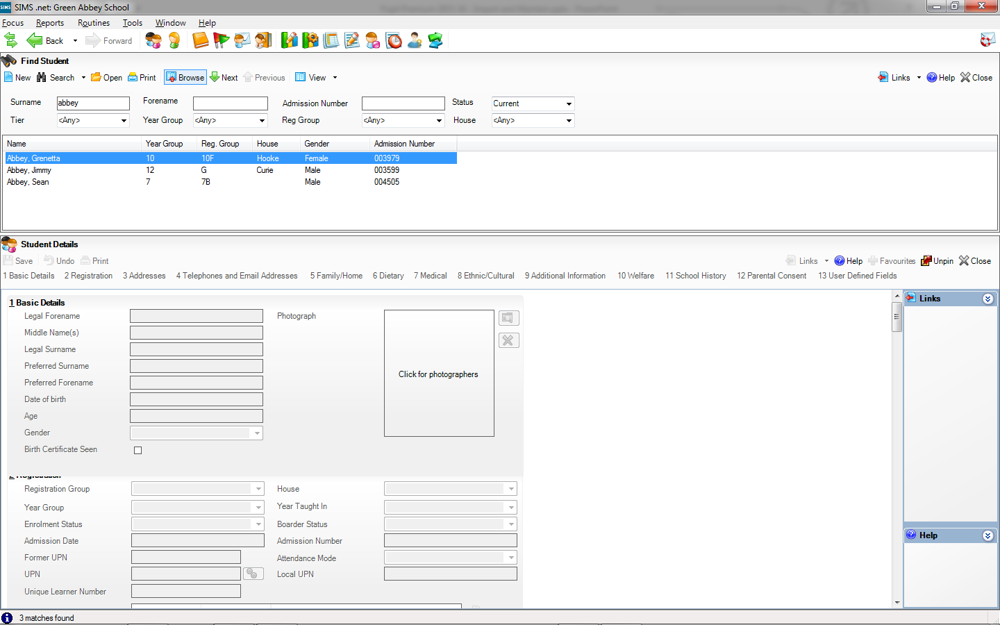 SIMS SIMS .net: Green Abbey School
Focus Reports Routines Tools Window Help
Back Forward
Find Student
New Search Open Print Browse Next Previous View Links Help Close
Surname abbey Forename Admission Number Status Current
Tier <Any> Year Group <Any> Reg Group <Any> House <Any>
Name Year Group Reg. Group House Gender Admission Number
Abbey, Grenetta 10 10F Hooke Female 003979
Abbey, Jimmy 12 G Curie Male 003599
Abbey, Sean 7 7B Male 004505
Student Details
Save Undo Print Links Help Favourites Unpin Close
1 Basic Details 2 Registration 3 Addresses 4 Telephones and Email Addresses 5 Family/Home 6 Dietary 7 Medical 8 Ethnic/Cultural 9 Additional Information 10 Welfare 11 School History 12 Parental Consent 13 User Defined Fields
1 Basic Details
Links
Legal Forename Photograph
Middle Name(s)
Legal Surname
Preferred Surname
Click for photographers
Preferred Forename
Date of birth
Age
Gender
Birth Certificate Seen
2 Registration
Registration Group House
Year Group Year Taught In
Enrolment Status Boarder Status
Help
Admission Date Admission Number
Former UPN Attendance Mode
UPN Local UPN
Unique Learner Number
3 matches found